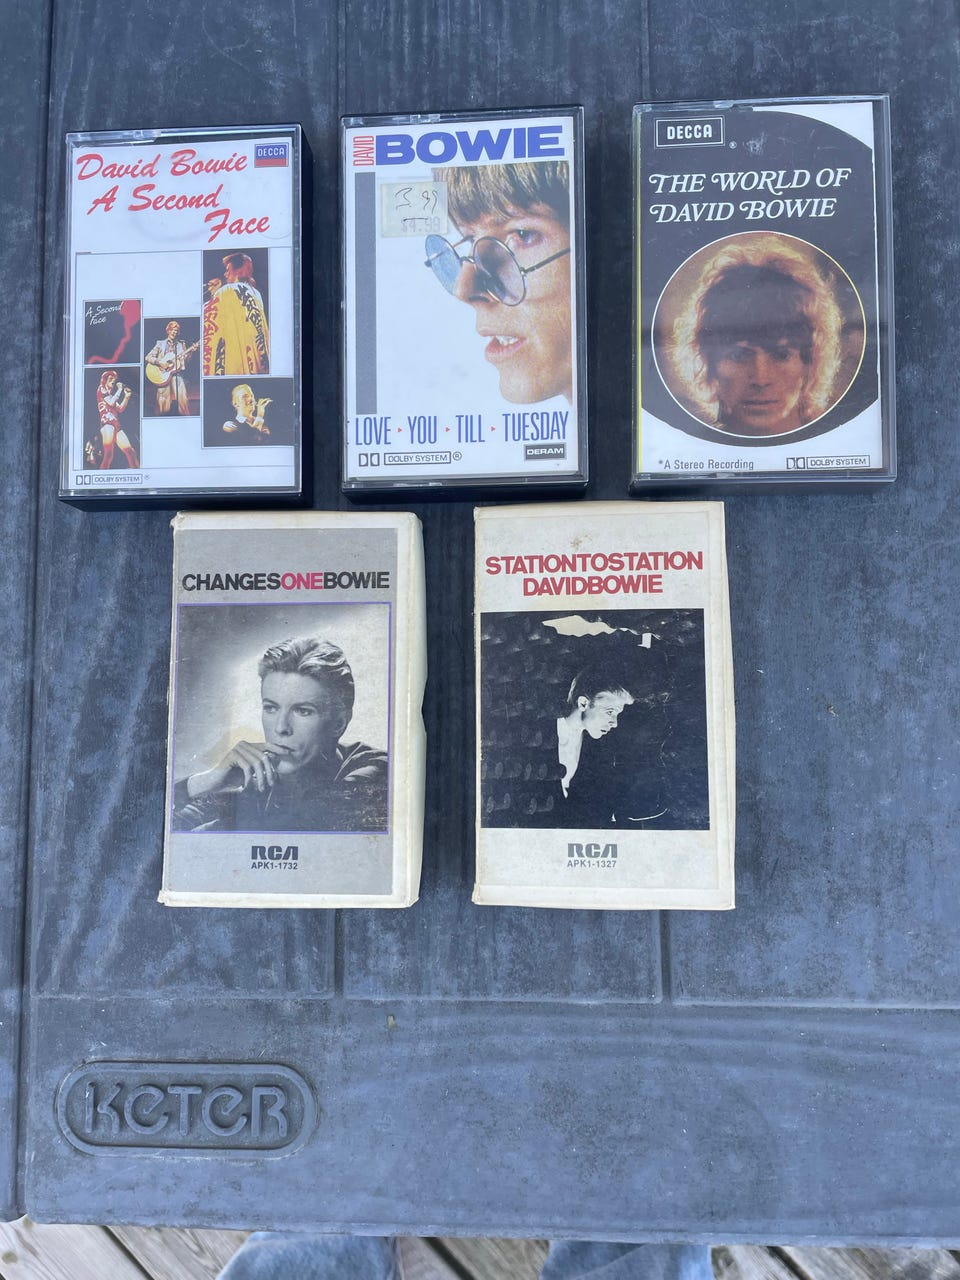 David Bowie
A Second
Face
DECCA
A Second
Face
DOLBY SYSTEM ®
DAVID
BOWIE
3.99
$4.99
LOVE · YOU · TILL · TUESDAY
DOLBY SYSTEM ®
DERAM
DECCA ®
THE WORLD OF
DAVID BOWIE
*A Stereo Recording
DOLBY SYSTEM
CHANGESONEBOWIE
RCA
APK1-1732
STATIONTOSTATION
DAVIDBOWIE
RCA
APK1-1327
KETER